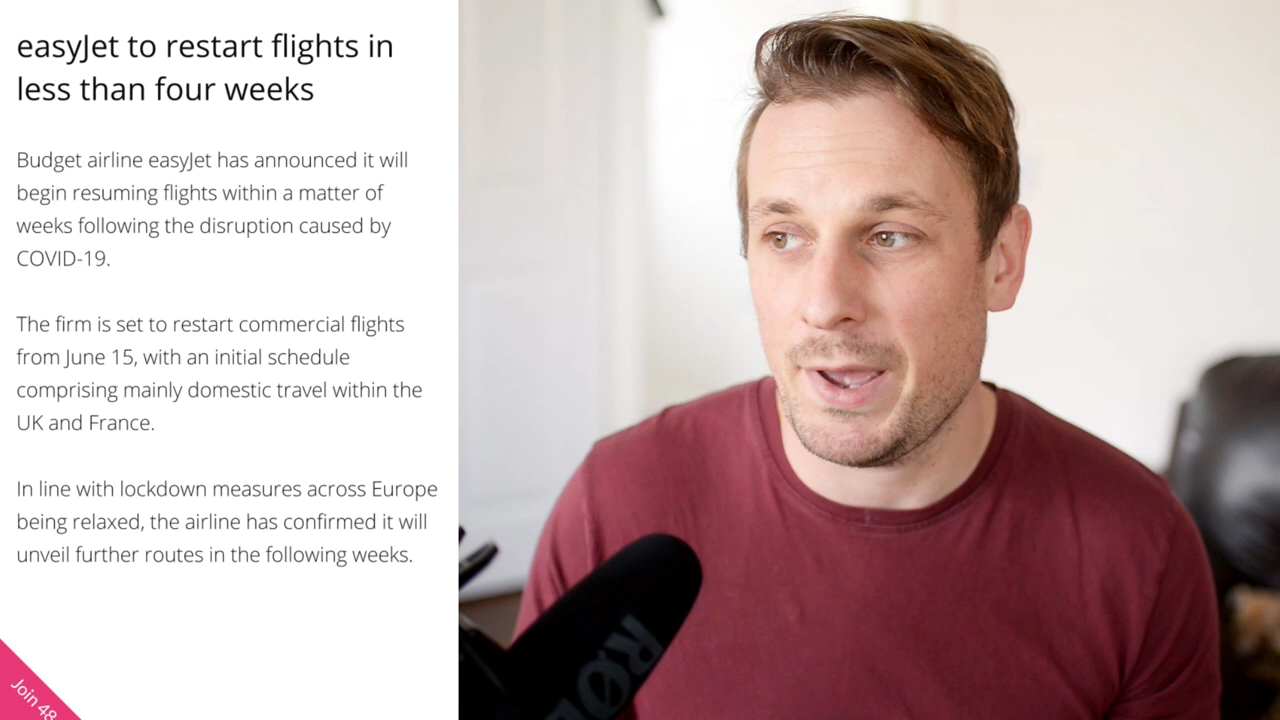 easyJet to restart flights in
less than four weeks
Budget airline easyJet has announced it will
begin resuming flights within a matter of
weeks following the disruption caused by
COVID-19.
The firm is set to restart commercial flights
from June 15, with an initial schedule
comprising mainly domestic travel within the
UK and France.
In line with lockdown measures across Europe
being relaxed, the airline has confirmed it will
unveil further routes in the following weeks.
Join 48
RØDE